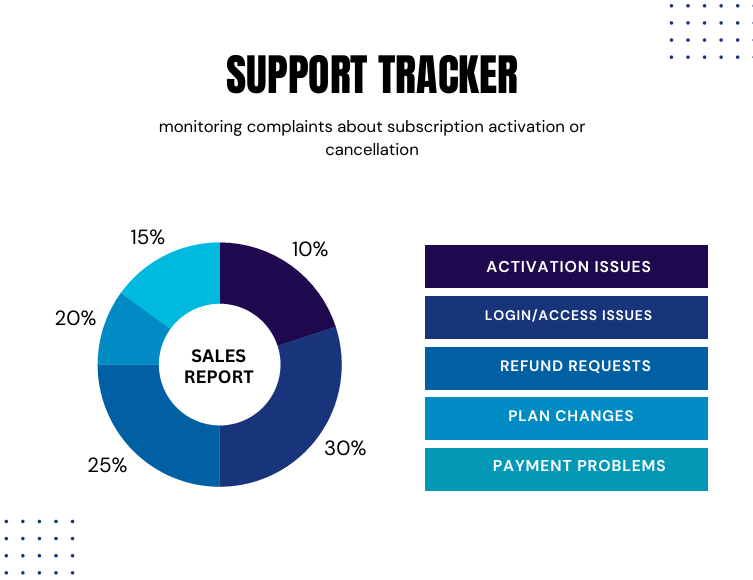 SUPPORT TRACKER
monitoring complaints about subscription activation or
cancellation
15%
10%
20%
30%
25%
SALES
REPORT
ACTIVATION ISSUES
LOGIN/ACCESS ISSUES
REFUND REQUESTS
PLAN CHANGES
PAYMENT PROBLEMS